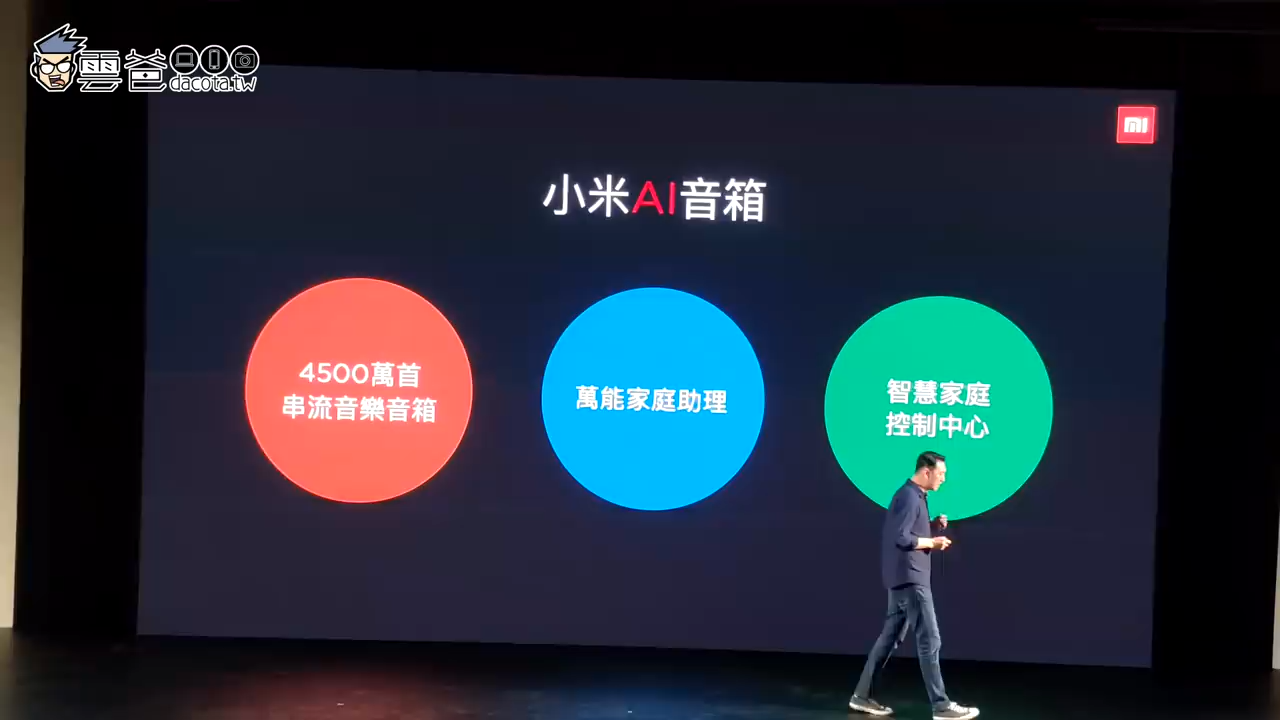 雲爸
dacota.tw
mi
小米AI音箱
4500萬首
串流音樂音箱
萬能家庭助理
智慧家庭
控制中心